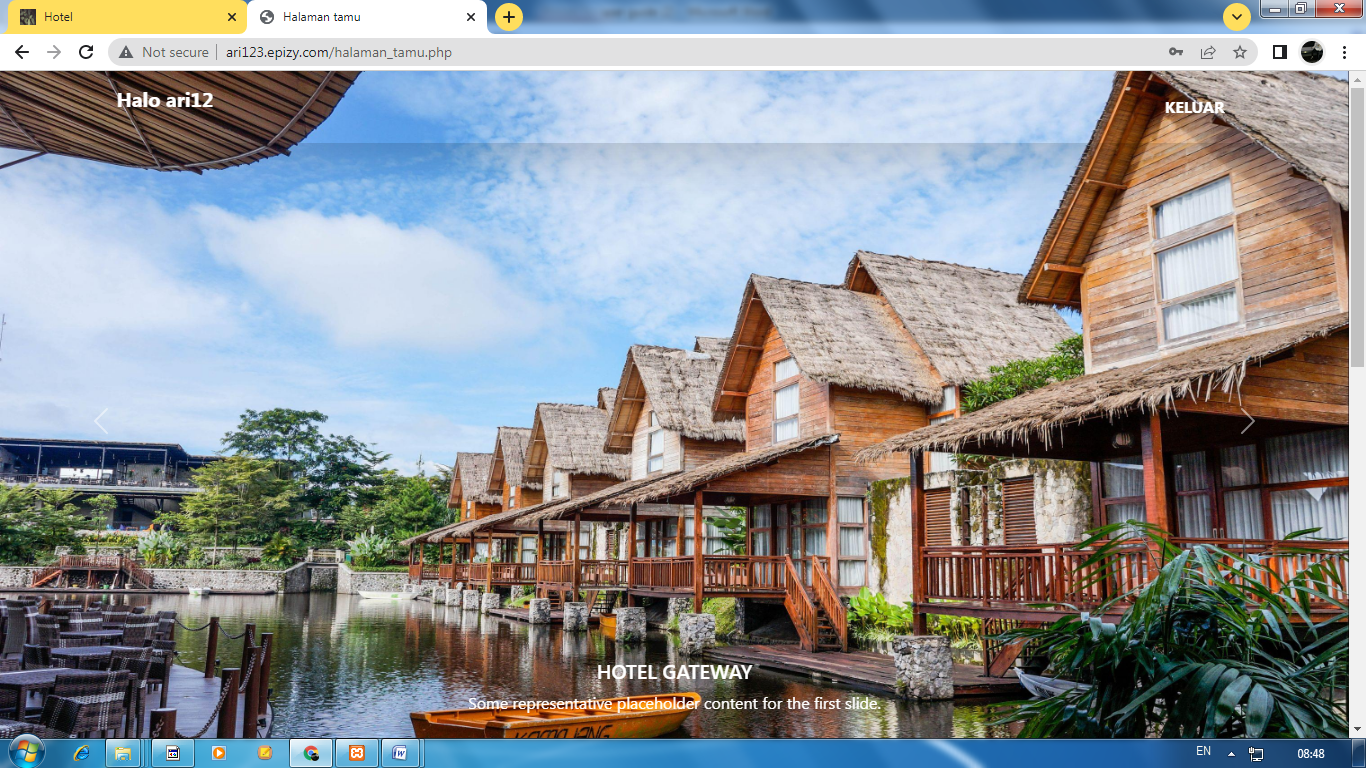 Hotel
Halaman tamu
Not secure
ari123.epizy.com/halaman_tamu.php
Halo ari12
KELUAR
HOTEL GATEWAY
Some representative placeholder content for the first slide.
EN
08:48